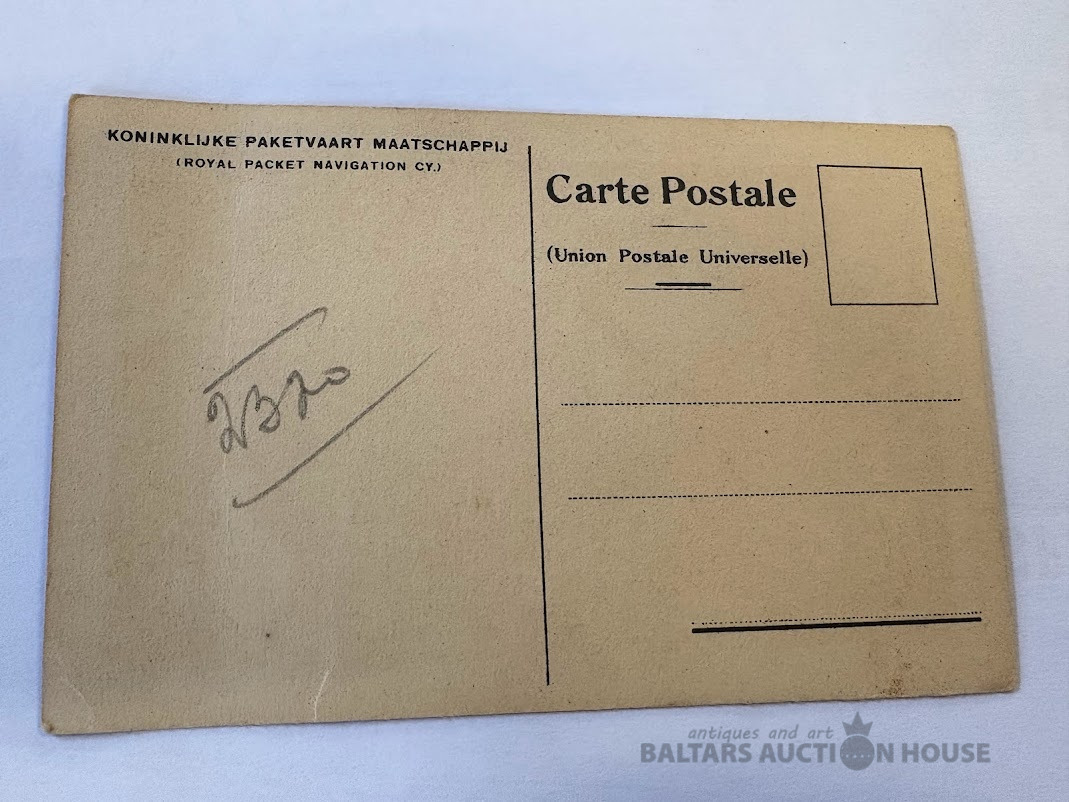 KONINKLIJKE PAKETVAART MAATSCHAPPIJ
(ROYAL PACKET NAVIGATION CY.)
Carte Postale
(Union Postale Universelle)
antiques and art
BALTARS AUCTION HOUSE